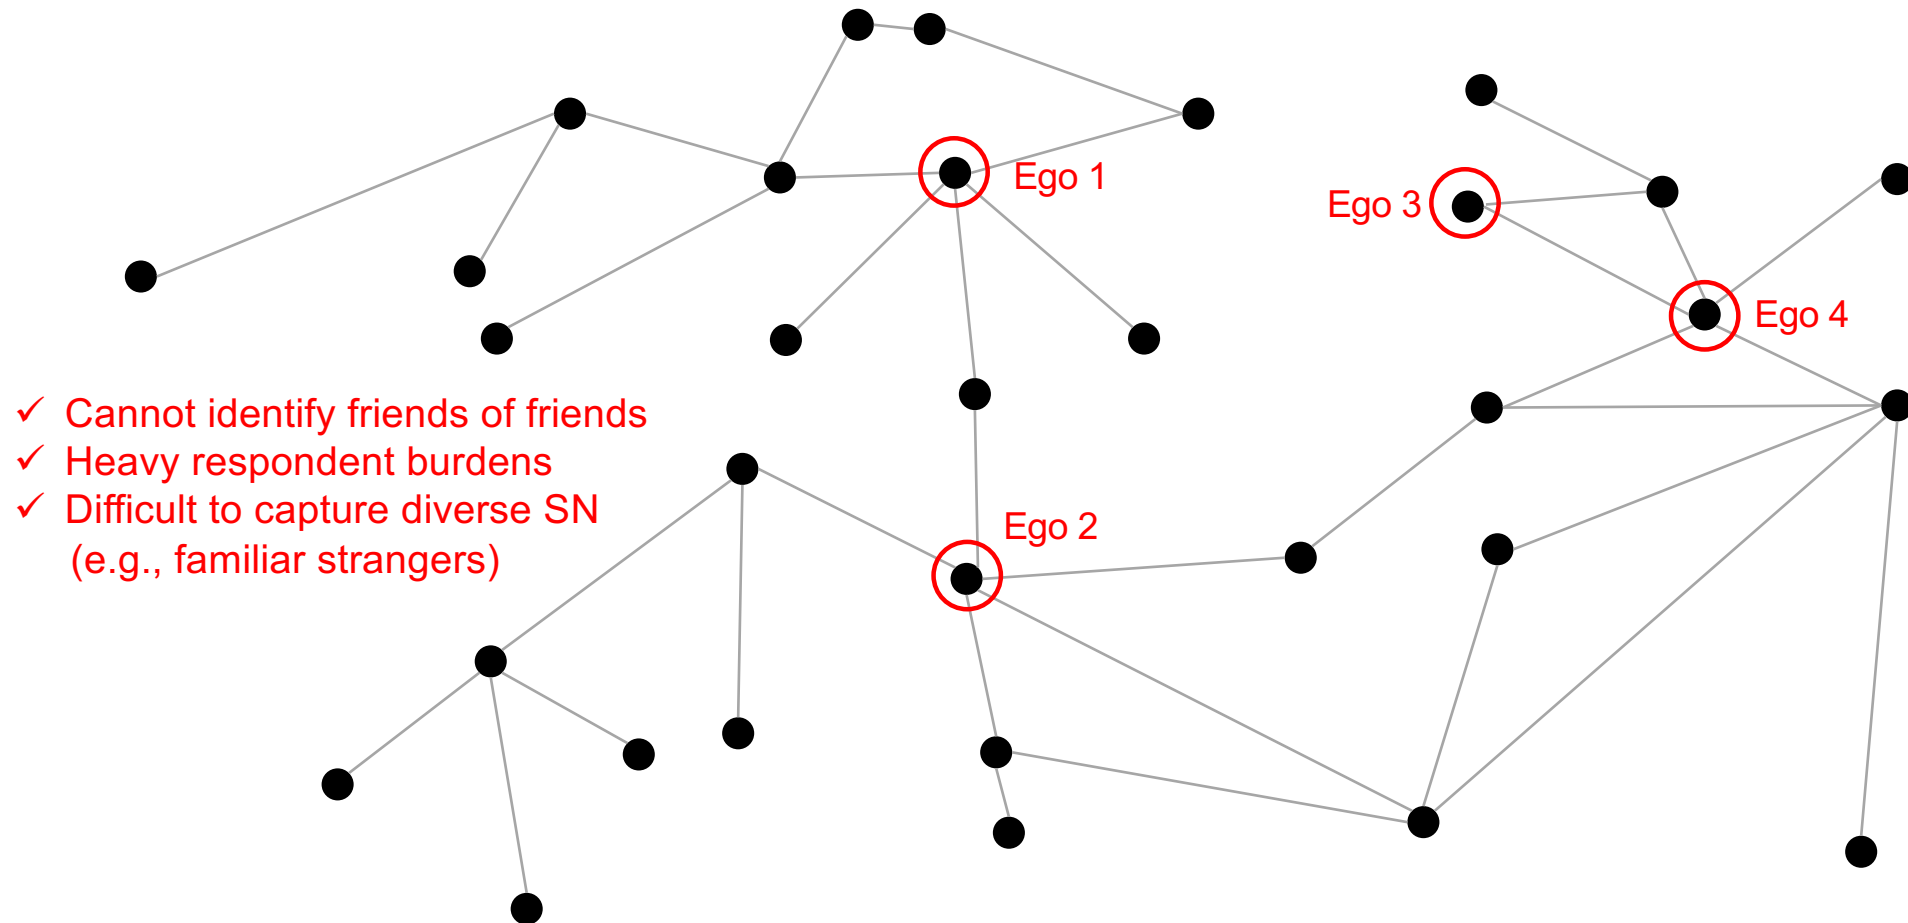 Ego 1
Ego 3
Ego 4
✓ Cannot identify friends of friends
✓ Heavy respondent burdens
✓ Difficult to capture diverse SN
(e.g., familiar strangers)
Ego 2